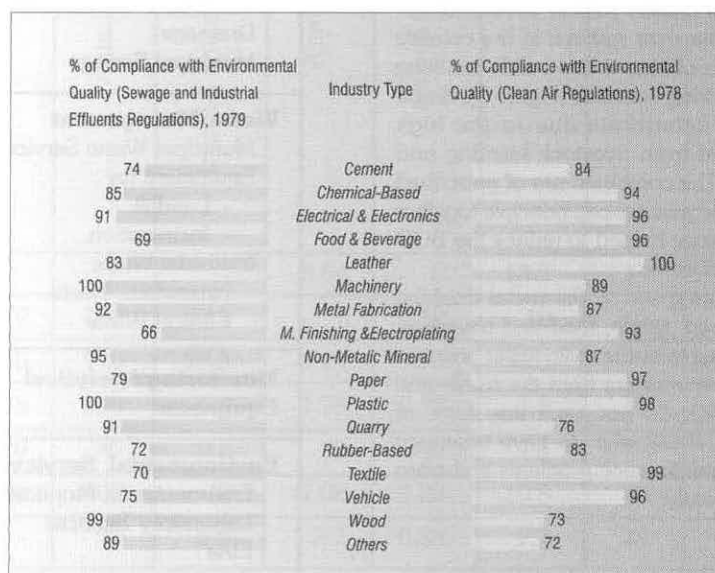 % of Compliance with Environmental
Quality (Sewage and Industrial
Effluents Regulations), 1979
Industry Type
% of Compliance with Environmental
Quality (Clean Air Regulations), 1978
74 Cement 84
85 Chemical-Based 94
91 Electrical & Electronics 96
69 Food & Beverage 96
83 Leather 100
100 Machinery 89
92 Metal Fabrication 87
66 M. Finishing &Electroplating 93
95 Non-Metallic Mineral 87
79 Paper 97
100 Plastic 98
91 Quarry 76
72 Rubber-Based 83
70 Textile 99
75 Vehicle 96
99 Wood 73
89 Others 72